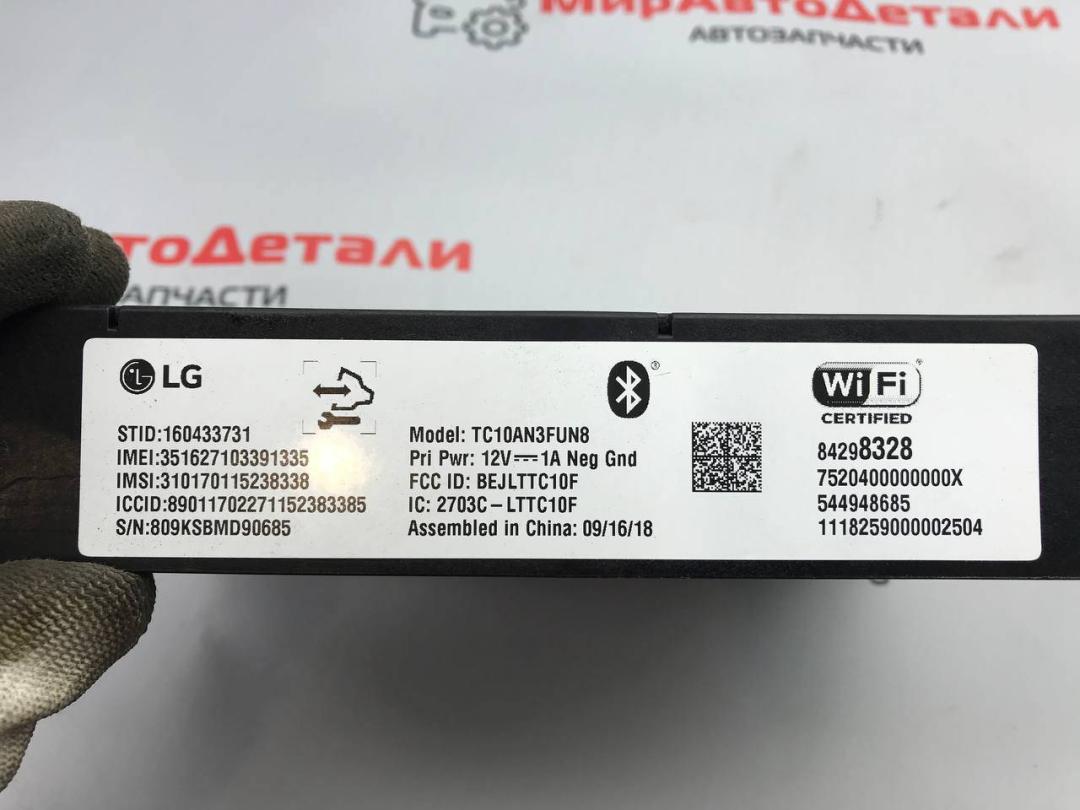 МирАвтоДетали
АВТОЗАПЧАСТИ
тоДетали
АПЧАСТИ
LG
STID:160433731
IMEI:351627103391335
IMSI:310170115238338
ICCID:89011702271152383385
S/N:809KSBMD90685
Model: TC10AN3FUN8
Pri Pwr: 12V⎓1A Neg Gnd
FCC ID: BEJLTTC10F
IC: 2703C-LTTC10F
Assembled in China: 09/16/18
®
Wi Fi
CERTIFIED
84298328
7520400000000X
544948685
1118259000002504